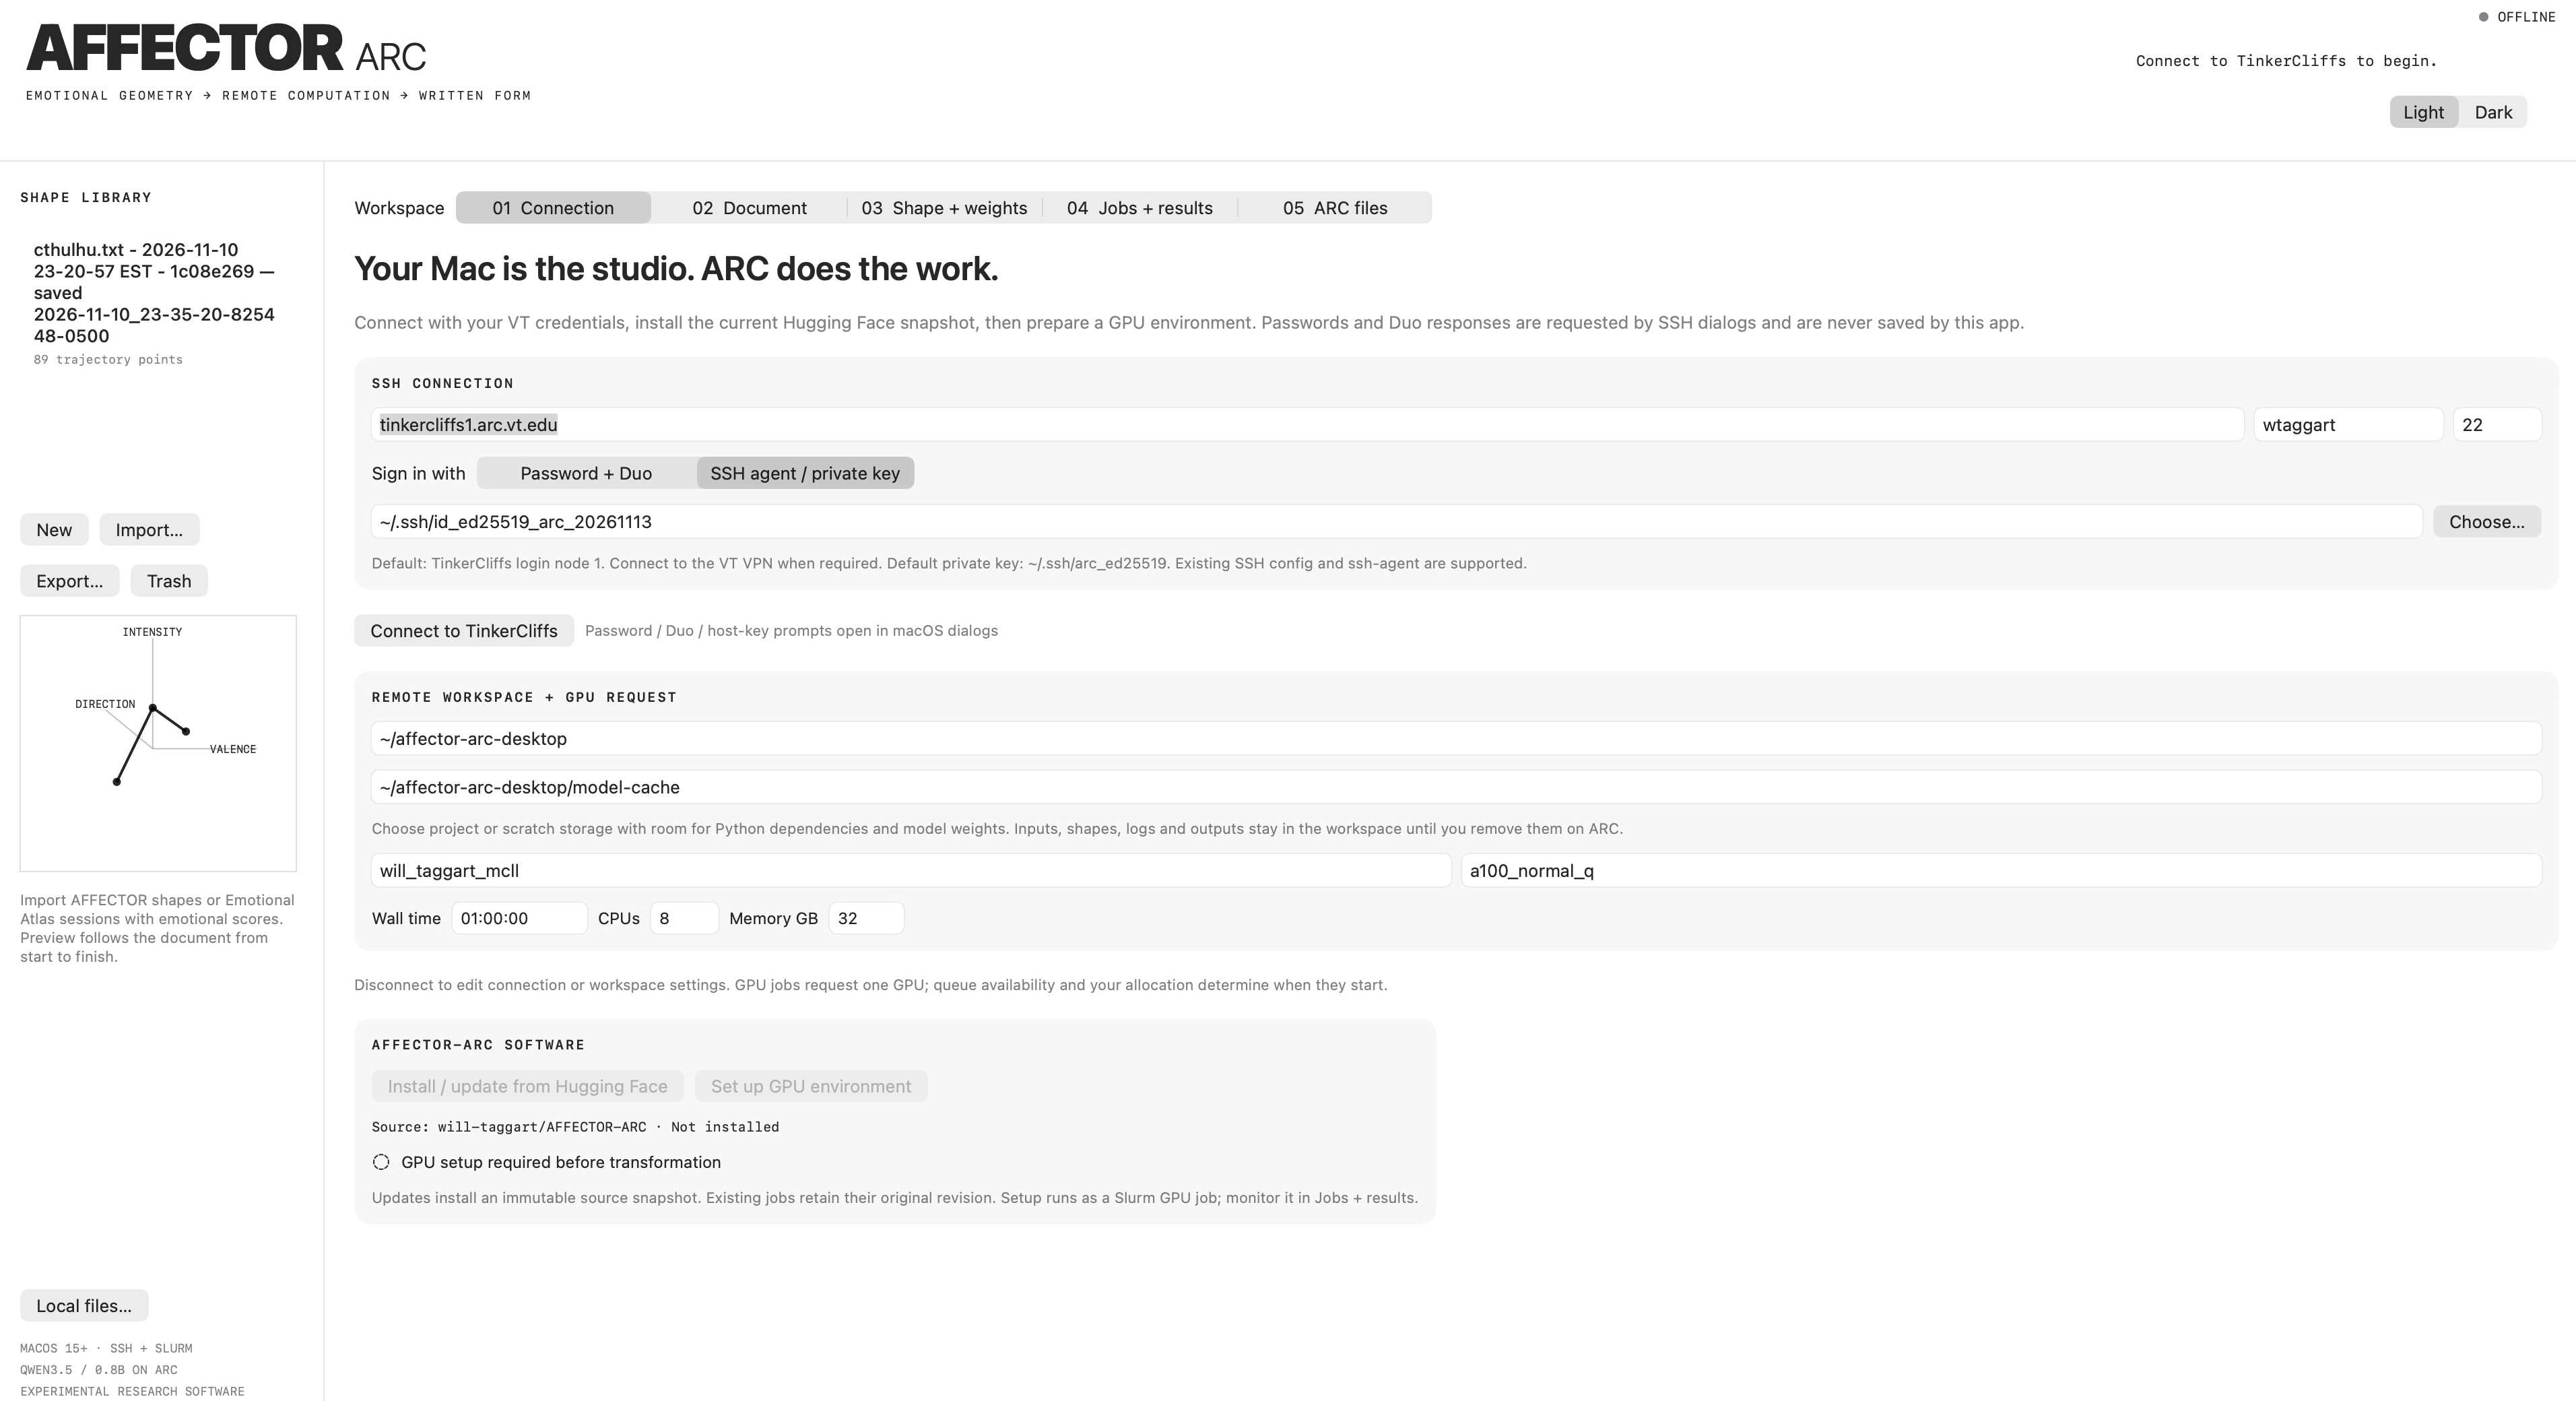 AFFECTOR ARC
EMOTIONAL GEOMETRY → REMOTE COMPUTATION → WRITTEN FORM
OFFLINE
Connect to TinkerCliffs to begin.
Light Dark
SHAPE LIBRARY
cthulhu.txt - 2026-11-10
23-20-57 EST - 1c08e269 —
saved
2026-11-10_23-35-20-8254
48-0500
89 trajectory points
New Import...
Export... Trash
INTENSITY
DIRECTION
VALENCE
Import AFFECTOR shapes or Emotional
Atlas sessions with emotional scores.
Preview follows the document from
start to finish.
Local files...
MACOS 15+ · SSH + SLURM
QWEN3.5 / 0.8B ON ARC
EXPERIMENTAL RESEARCH SOFTWARE
Workspace 01 Connection 02 Document 03 Shape + weights 04 Jobs + results 05 ARC files
Your Mac is the studio. ARC does the work.
Connect with your VT credentials, install the current Hugging Face snapshot, then prepare a GPU environment. Passwords and Duo responses are requested by SSH dialogs and are never saved by this app.
SSH CONNECTION
tinkercliffs1.arc.vt.edu wtaggart 22
Sign in with Password + Duo SSH agent / private key
~/.ssh/id_ed25519_arc_20261113 Choose...
Default: TinkerCliffs login node 1. Connect to the VT VPN when required. Default private key: ~/.ssh/arc_ed25519. Existing SSH config and ssh-agent are supported.
Connect to TinkerCliffs Password / Duo / host-key prompts open in macOS dialogs
REMOTE WORKSPACE + GPU REQUEST
~/affector-arc-desktop
~/affector-arc-desktop/model-cache
Choose project or scratch storage with room for Python dependencies and model weights. Inputs, shapes, logs and outputs stay in the workspace until you remove them on ARC.
will_taggart_mcll a100_normal_q
Wall time 01:00:00 CPUs 8 Memory GB 32
Disconnect to edit connection or workspace settings. GPU jobs request one GPU; queue availability and your allocation determine when they start.
AFFECTOR-ARC SOFTWARE
Install / update from Hugging Face Set up GPU environment
Source: will-taggart/AFFECTOR-ARC · Not installed
GPU setup required before transformation
Updates install an immutable source snapshot. Existing jobs retain their original revision. Setup runs as a Slurm GPU job; monitor it in Jobs + results.